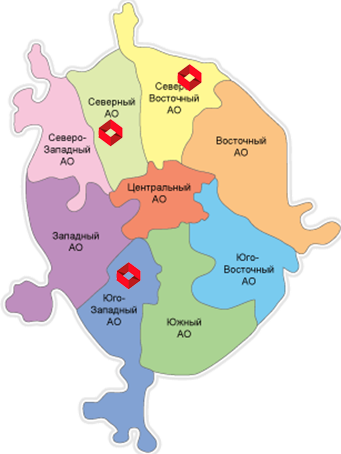 Северный
АО
Северо-
Восточный
АО
Северо-
Западный
АО
Восточный
АО
Центральный
АО
Западный
АО
Юго-
Восточный
АО
Юго-
Западный
АО
Южный
АО